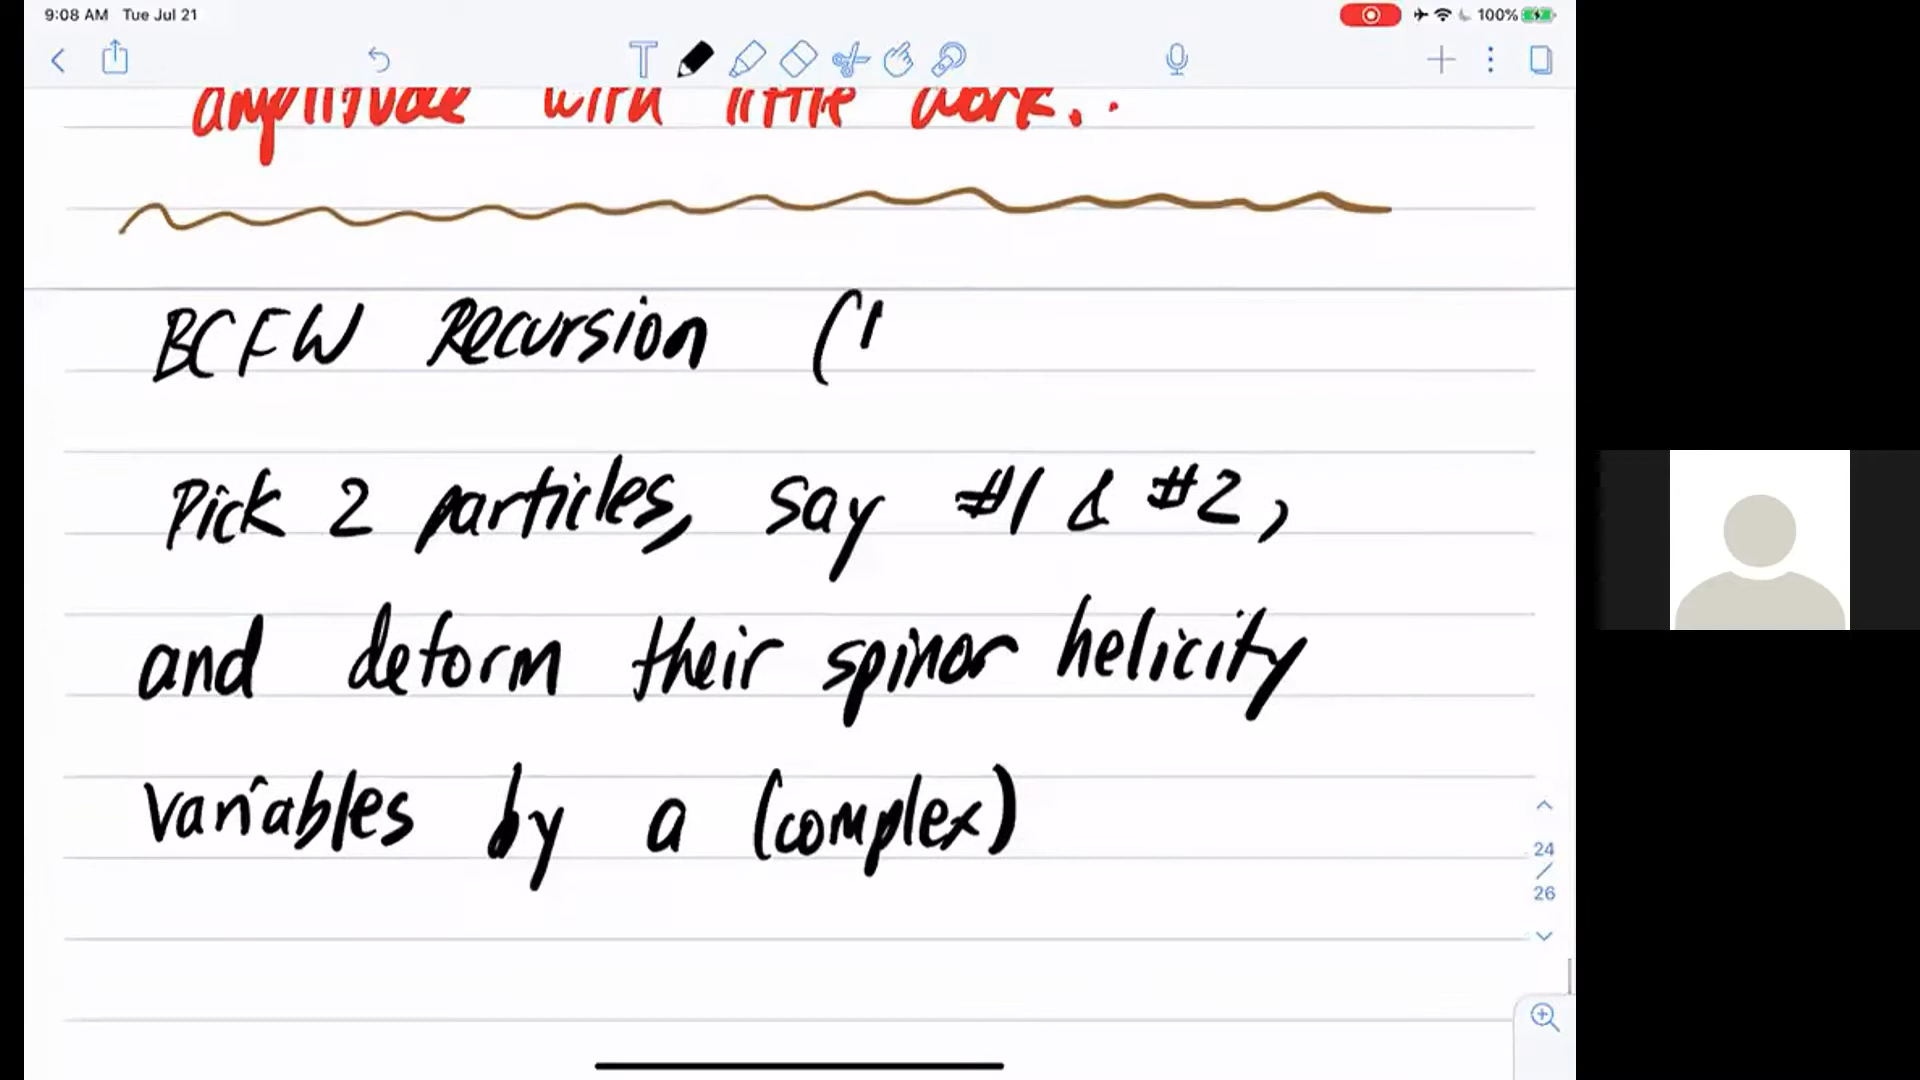 9:08 AM Tue Jul 21
100%
T
amplitude with little work..
BCFW Recursion (
Pick 2 particles, say #1 & #2,
and deform their spinor helicity
variables by a (complex)
24
/
26